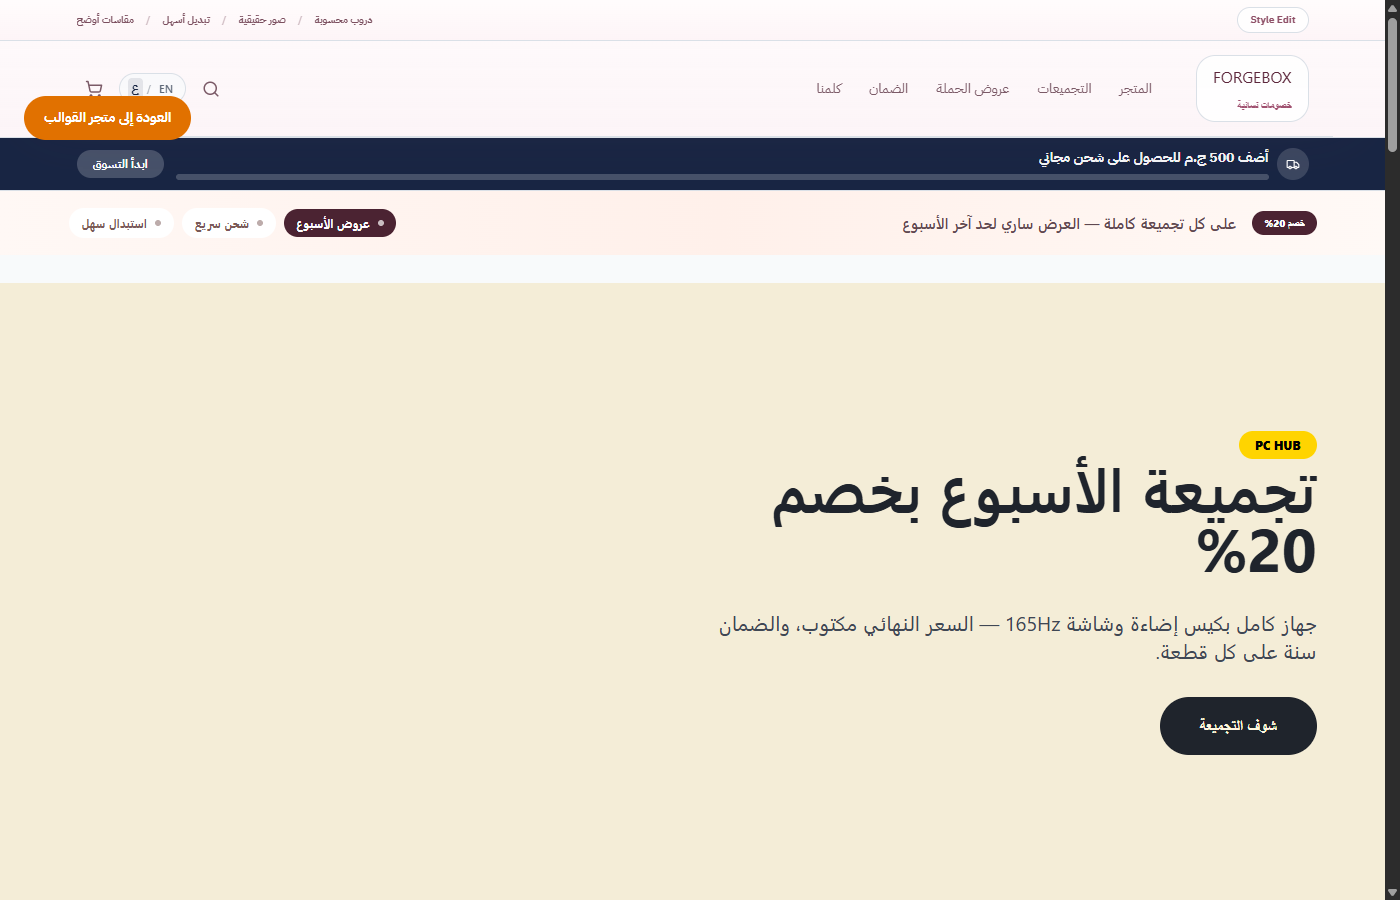 Style Edit
دروب محسوبة / صور حقيقية / تبديل أسهل / مقاسات أوضح
FORGEBOX
خصومات نسائية
المتجر
التجميعات
عروض الحملة
الضمان
كلمنا
EN / ع
العودة إلى متجر القوالب
أضف 500 ج.م للحصول على شحن مجاني
ابدأ التسوق
خصم 20%
على كل تجميعة كاملة — العرض ساري لحد آخر الأسبوع
عروض الأسبوع
شحن سريع
استبدال سهل
PC HUB
تجميعة الأسبوع بخصم
20%
جهاز كامل بكيس إضاءة وشاشة 165Hz — السعر النهائي مكتوب، والضمان
سنة على كل قطعة.
شوف التجميعة